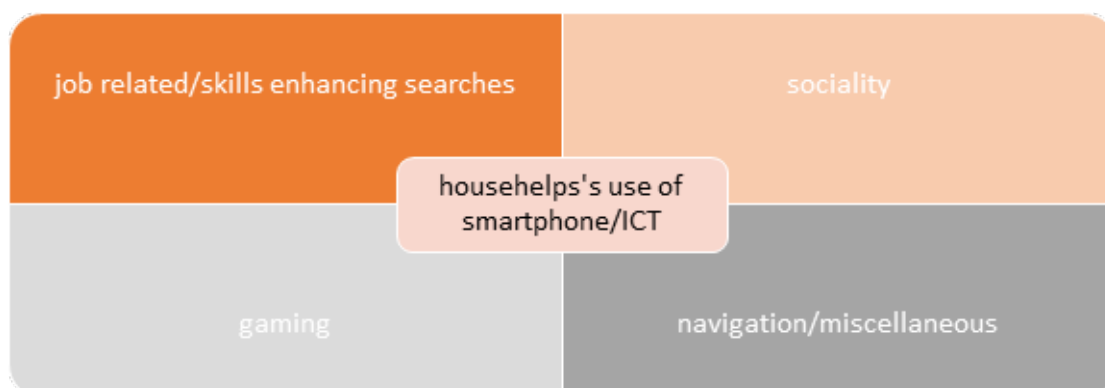 job related/skills enhancing searches
sociality
househelps's use of
smartphone/ICT
gaming
navigation/miscellaneous